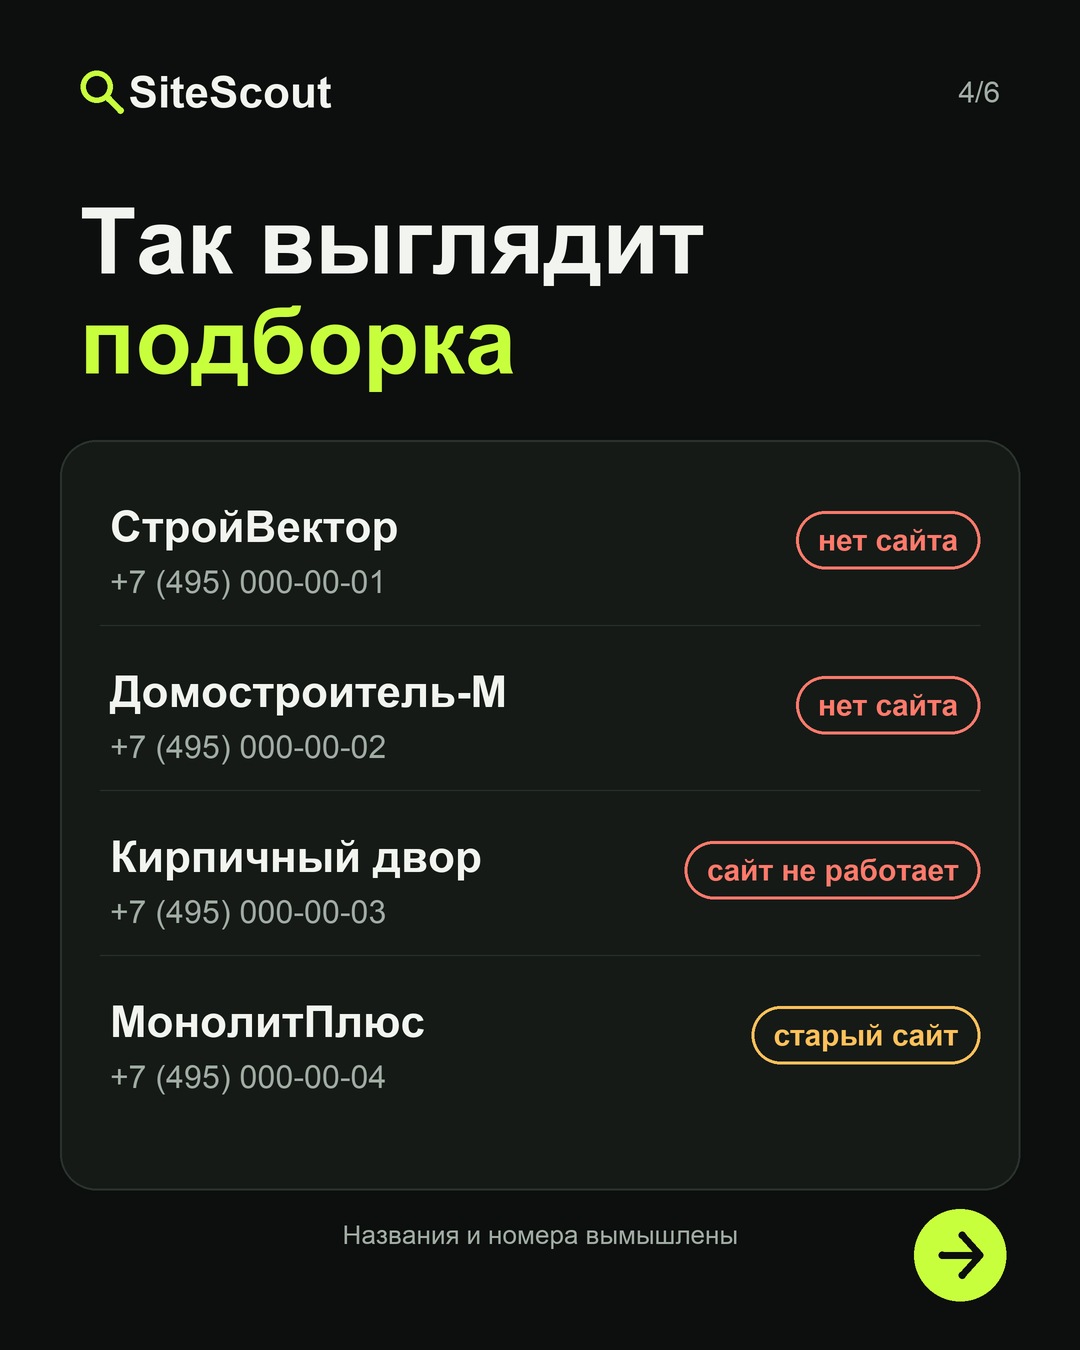 SiteScout
4/6
Так выглядит
подборка
СтройВектор
нет сайта
+7 (495) 000-00-01
Домостроитель-М
нет сайта
+7 (495) 000-00-02
Кирпичный двор
сайт не работает
+7 (495) 000-00-03
МонолитПлюс
старый сайт
+7 (495) 000-00-04
Названия и номера вымышлены